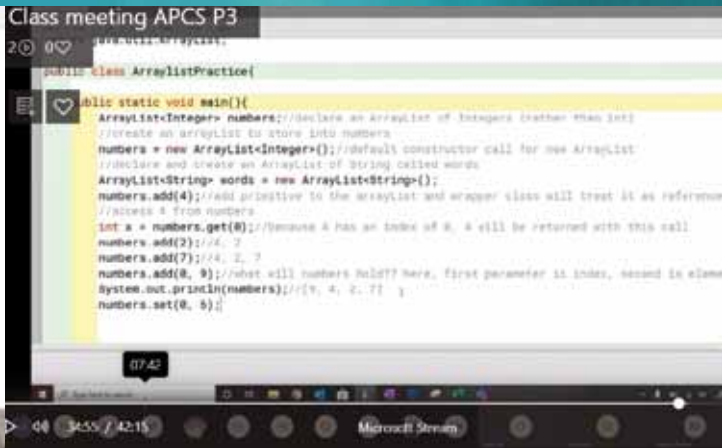 Class meeting APCS P3
2 0
java.util.ArrayList;
public class ArraylistPractice{
public static void main(){
ArrayList<Integer> numbers;//declare an ArrayList of Integers (rather than int)
//create an arraylist to store into numbers
numbers = new ArrayList<Integer>();//default constructor call for new ArrayList
//declare and create an ArrayList of String called words
ArrayList<String> words = new ArrayList<String>();
numbers.add(4);//add primitive to the arraylist and wrapper class will treat it as reference
//access 4 from numbers
int x = numbers.get(0);//because 4 has an index of 0, 4 will be returned with this call
numbers.add(2);//4, 2
numbers.add(7);//4, 2, 7
numbers.add(0, 9);//what will numbers hold?? here, first parameter is index, second is eleme
System.out.println(numbers);//[9, 4, 2, 7]
numbers.set(0, 5);
07:42
34:55 / 42:15
Microsoft Stream